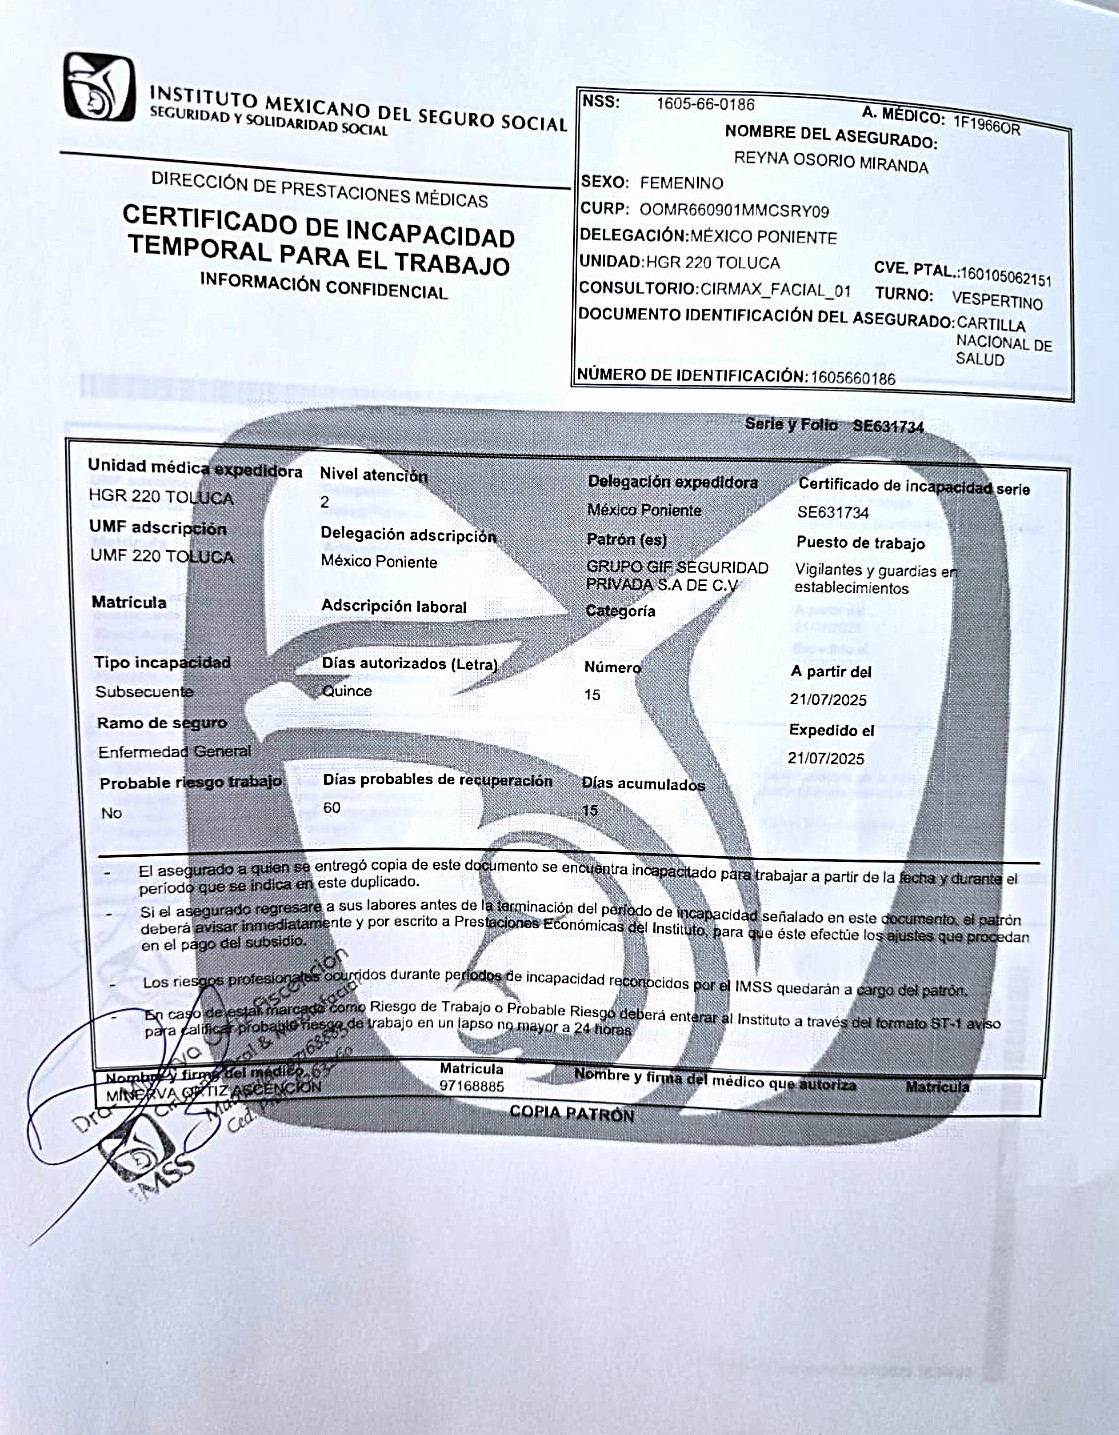 INSTITUTO MEXICANO DEL SEGURO SOCIAL
SEGURIDAD Y SOLIDARIDAD SOCIAL
DIRECCIÓN DE PRESTACIONES MÉDICAS
CERTIFICADO DE INCAPACIDAD
TEMPORAL PARA EL TRABAJO
INFORMACIÓN CONFIDENCIAL
NSS: 1605-66-0186 A. MÉDICO: 1F1966OR
NOMBRE DEL ASEGURADO:
REYNA OSORIO MIRANDA
SEXO: FEMENINO
CURP: OOMR660901MMCSRY09
DELEGACIÓN:MÉXICO PONIENTE
UNIDAD:HGR 220 TOLUCA CVE. PTAL.:160105062151
CONSULTORIO:CIRMAX_FACIAL_01 TURNO: VESPERTINO
DOCUMENTO IDENTIFICACIÓN DEL ASEGURADO:CARTILLA
NACIONAL DE
SALUD
NÚMERO DE IDENTIFICACIÓN:1605660186
Serie y Folio SE631734
Unidad médica expedidora Nivel atención Delegación expedidora Certificado de incapacidad serie
HGR 220 TOLUCA 2 México Poniente SE631734
UMF adscripción Delegación adscripción Patrón (es) Puesto de trabajo
UMF 220 TOLUCA México Poniente GRUPO GIF SEGURIDAD Vigilantes y guardias en
PRIVADA S.A DE C.V establecimientos
Matrícula Adscripción laboral Categoría
Tipo incapacidad Días autorizados (Letra) Número A partir del
Subsecuente Quince 15 21/07/2025
Ramo de seguro Expedido el
Enfermedad General 21/07/2025
Probable riesgo trabajo Días probables de recuperación Días acumulados
No 60 15
- El asegurado a quien se entregó copia de este documento se encuentra incapacitado para trabajar a partir de la fecha y durante el
período que se indica en este duplicado.
- Si el asegurado regresare a sus labores antes de la terminación del período de incapacidad señalado en este documento, el patrón
deberá avisar inmediatamente y por escrito a Prestaciones Económicas del Instituto, para que éste efectúe los ajustes que procedan
en el pago del subsidio.
- Los riesgos profesionales ocurridos durante períodos de incapacidad reconocidos por el IMSS quedarán a cargo del patrón.
- En caso de estar marcado como Riesgo de Trabajo o Probable Riesgo deberá enterar al Instituto a través del formato ST-1 aviso
para calificar probable riesgo de trabajo en un lapso no mayor a 24 horas
Nombre y firma del médico Matrícula Nombre y firma del médico que autoriza Matrícula
MINERVA ORTIZ ASCENCION 97168885
COPIA PATRÓN
IMSS